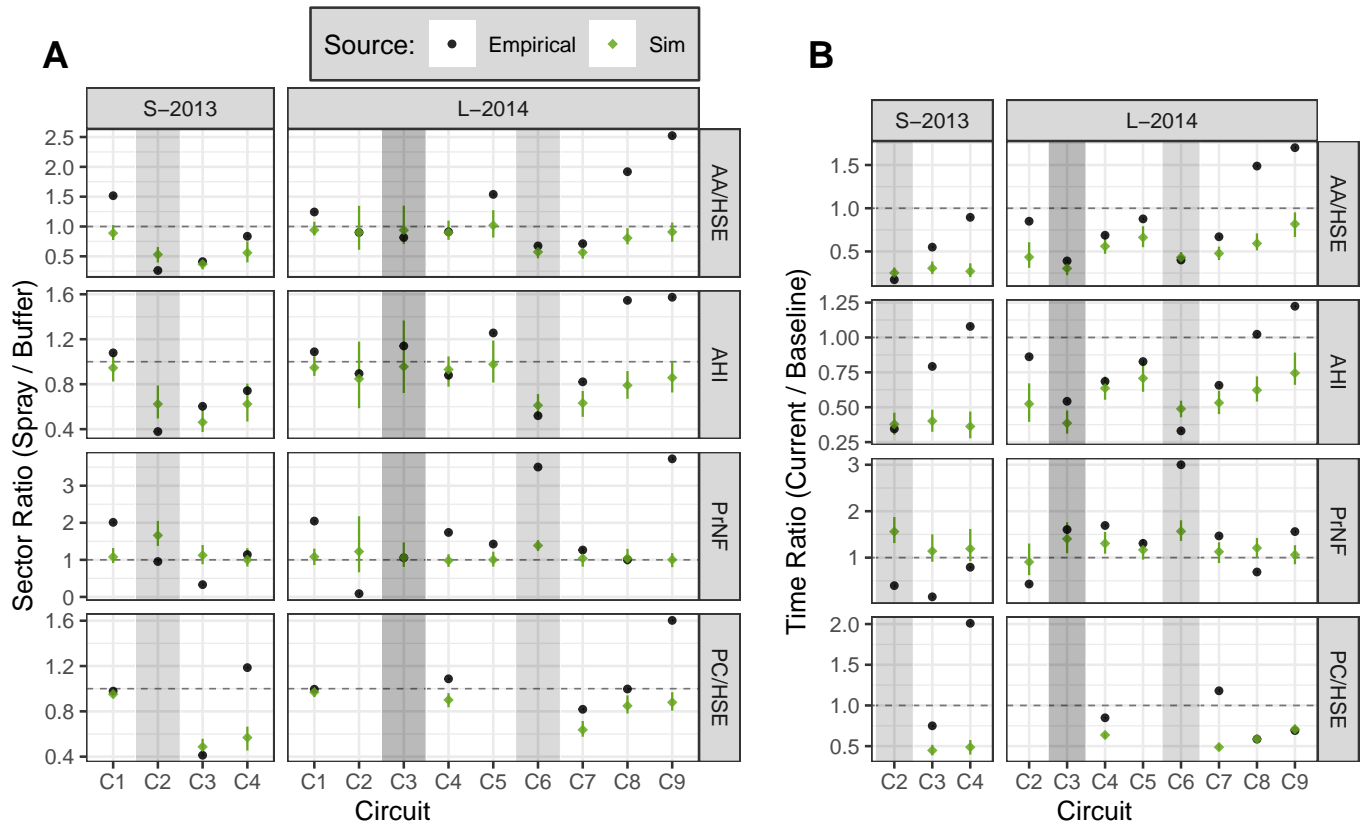 Source: Empirical Sim
A
S−2013 L−2014
Sector Ratio (Spray / Buffer)
2.5
2.0
1.5
1.0
0.5
AA/HSE
1.6
1.2
0.8
0.4
AHI
3
2
1
0
PrNF
1.6
1.2
0.8
0.4
PC/HSE
C1 C2 C3 C4 C1 C2 C3 C4 C5 C6 C7 C8 C9
Circuit
B
S−2013 L−2014
Time Ratio (Current / Baseline)
1.5
1.0
0.5
AA/HSE
1.25
1.00
0.75
0.50
0.25
AHI
3
2
1
PrNF
2.0
1.5
1.0
0.5
PC/HSE
C2 C3 C4 C2 C3 C4 C5 C6 C7 C8 C9
Circuit